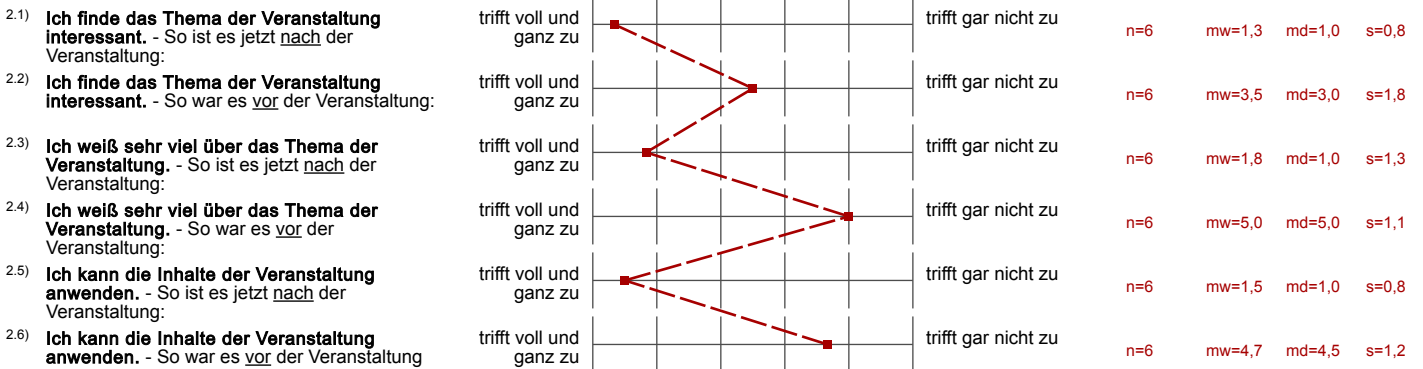 2.1) Ich finde das Thema der Veranstaltung
interessant. - So ist es jetzt nach der
Veranstaltung:
trifft voll und
ganz zu
trifft gar nicht zu
n=6 mw=1,3 md=1,0 s=0,8
2.2) Ich finde das Thema der Veranstaltung
interessant. - So war es vor der Veranstaltung:
trifft voll und
ganz zu
trifft gar nicht zu
n=6 mw=3,5 md=3,0 s=1,8
2.3) Ich weiß sehr viel über das Thema der
Veranstaltung. - So ist es jetzt nach der
Veranstaltung:
trifft voll und
ganz zu
trifft gar nicht zu
n=6 mw=1,8 md=1,0 s=1,3
2.4) Ich weiß sehr viel über das Thema der
Veranstaltung. - So war es vor der
Veranstaltung:
trifft voll und
ganz zu
trifft gar nicht zu
n=6 mw=5,0 md=5,0 s=1,1
2.5) Ich kann die Inhalte der Veranstaltung
anwenden. - So ist es jetzt nach der
Veranstaltung:
trifft voll und
ganz zu
trifft gar nicht zu
n=6 mw=1,5 md=1,0 s=0,8
2.6) Ich kann die Inhalte der Veranstaltung
anwenden. - So war es vor der Veranstaltung
trifft voll und
ganz zu
trifft gar nicht zu
n=6 mw=4,7 md=4,5 s=1,2